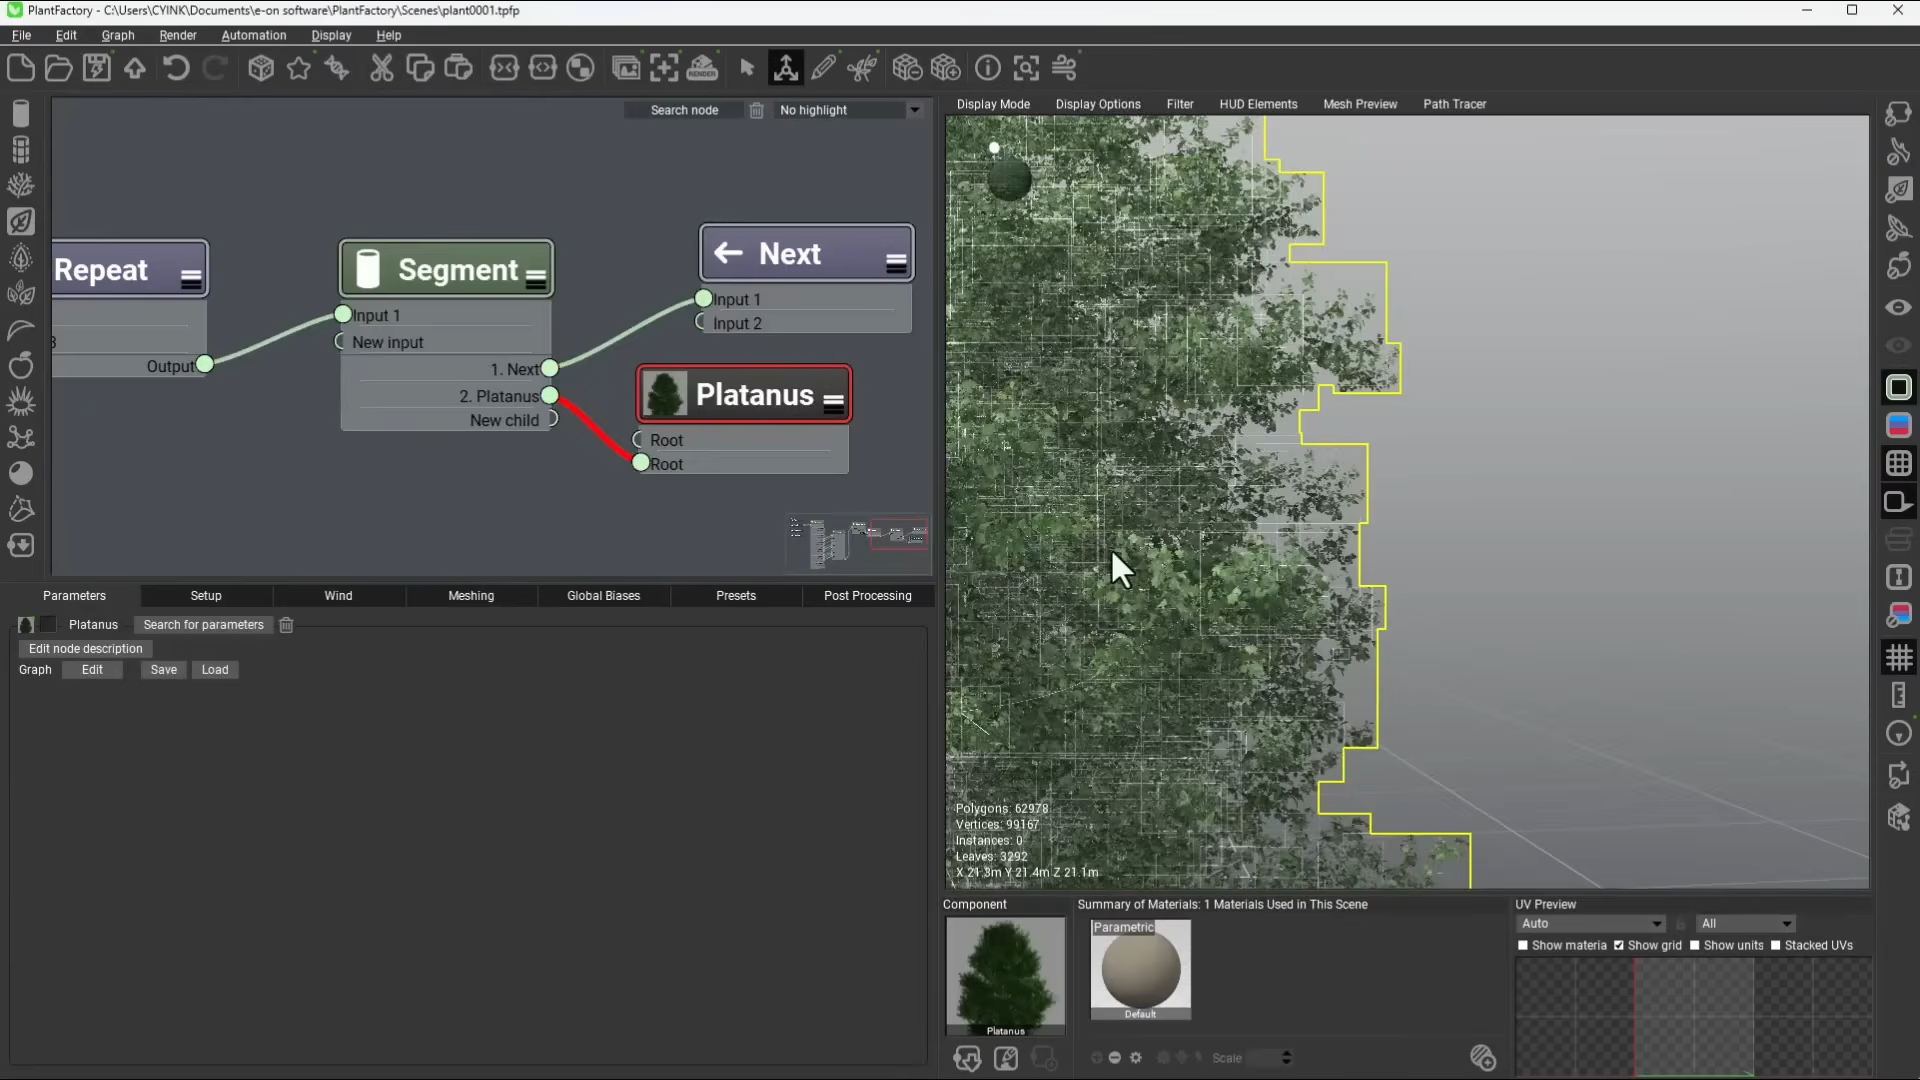 PlantFactory - C:\Users\CYINK\Documents\e-on software\PlantFactory\Scenes\plant0001.tpfp
File Edit Graph Render Automation Display Help
RENDER
Search node No highlight
Display Mode Display Options Filter HUD Elements Mesh Preview Path Tracer
Repeat
3
Output
Segment
Input 1
New input
1. Next
2. Platanus
New child
Next
Input 1
Input 2
Platanus
Root
Root
Parameters Setup Wind Meshing Global Biases Presets Post Processing
Platanus Search for parameters
Edit node description
Graph Edit Save Load
Polygons: 62978
Vertices: 99167
Instances: 0
Leaves: 3292
X 21.3m Y 21.4m Z 21.1m
Component
Platanus
Summary of Materials: 1 Materials Used in This Scene
Parametric
Default
Scale
UV Preview
Auto All
Show materia Show grid Show units Stacked UVs